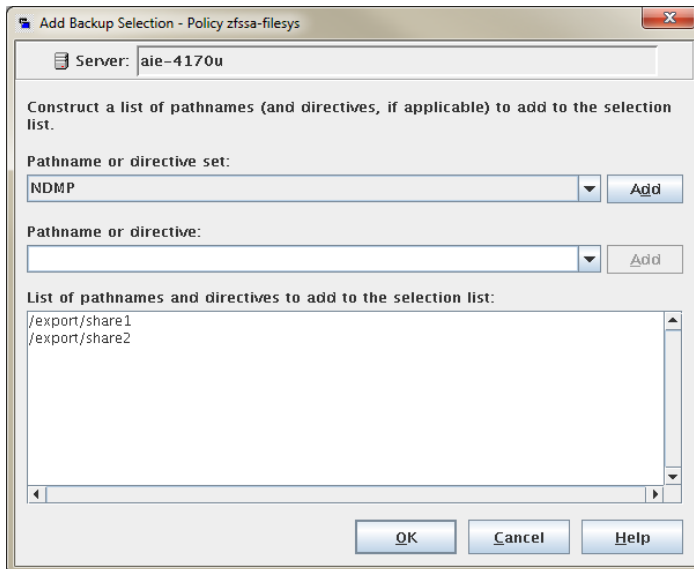 Add Backup Selection - Policy zfssa-filesys
Server: aie-4170u
Construct a list of pathnames (and directives, if applicable) to add to the selection
list.
Pathname or directive set:
NDMP Add
Pathname or directive:
Add
List of pathnames and directives to add to the selection list:
/export/share1
/export/share2
OK Cancel Help